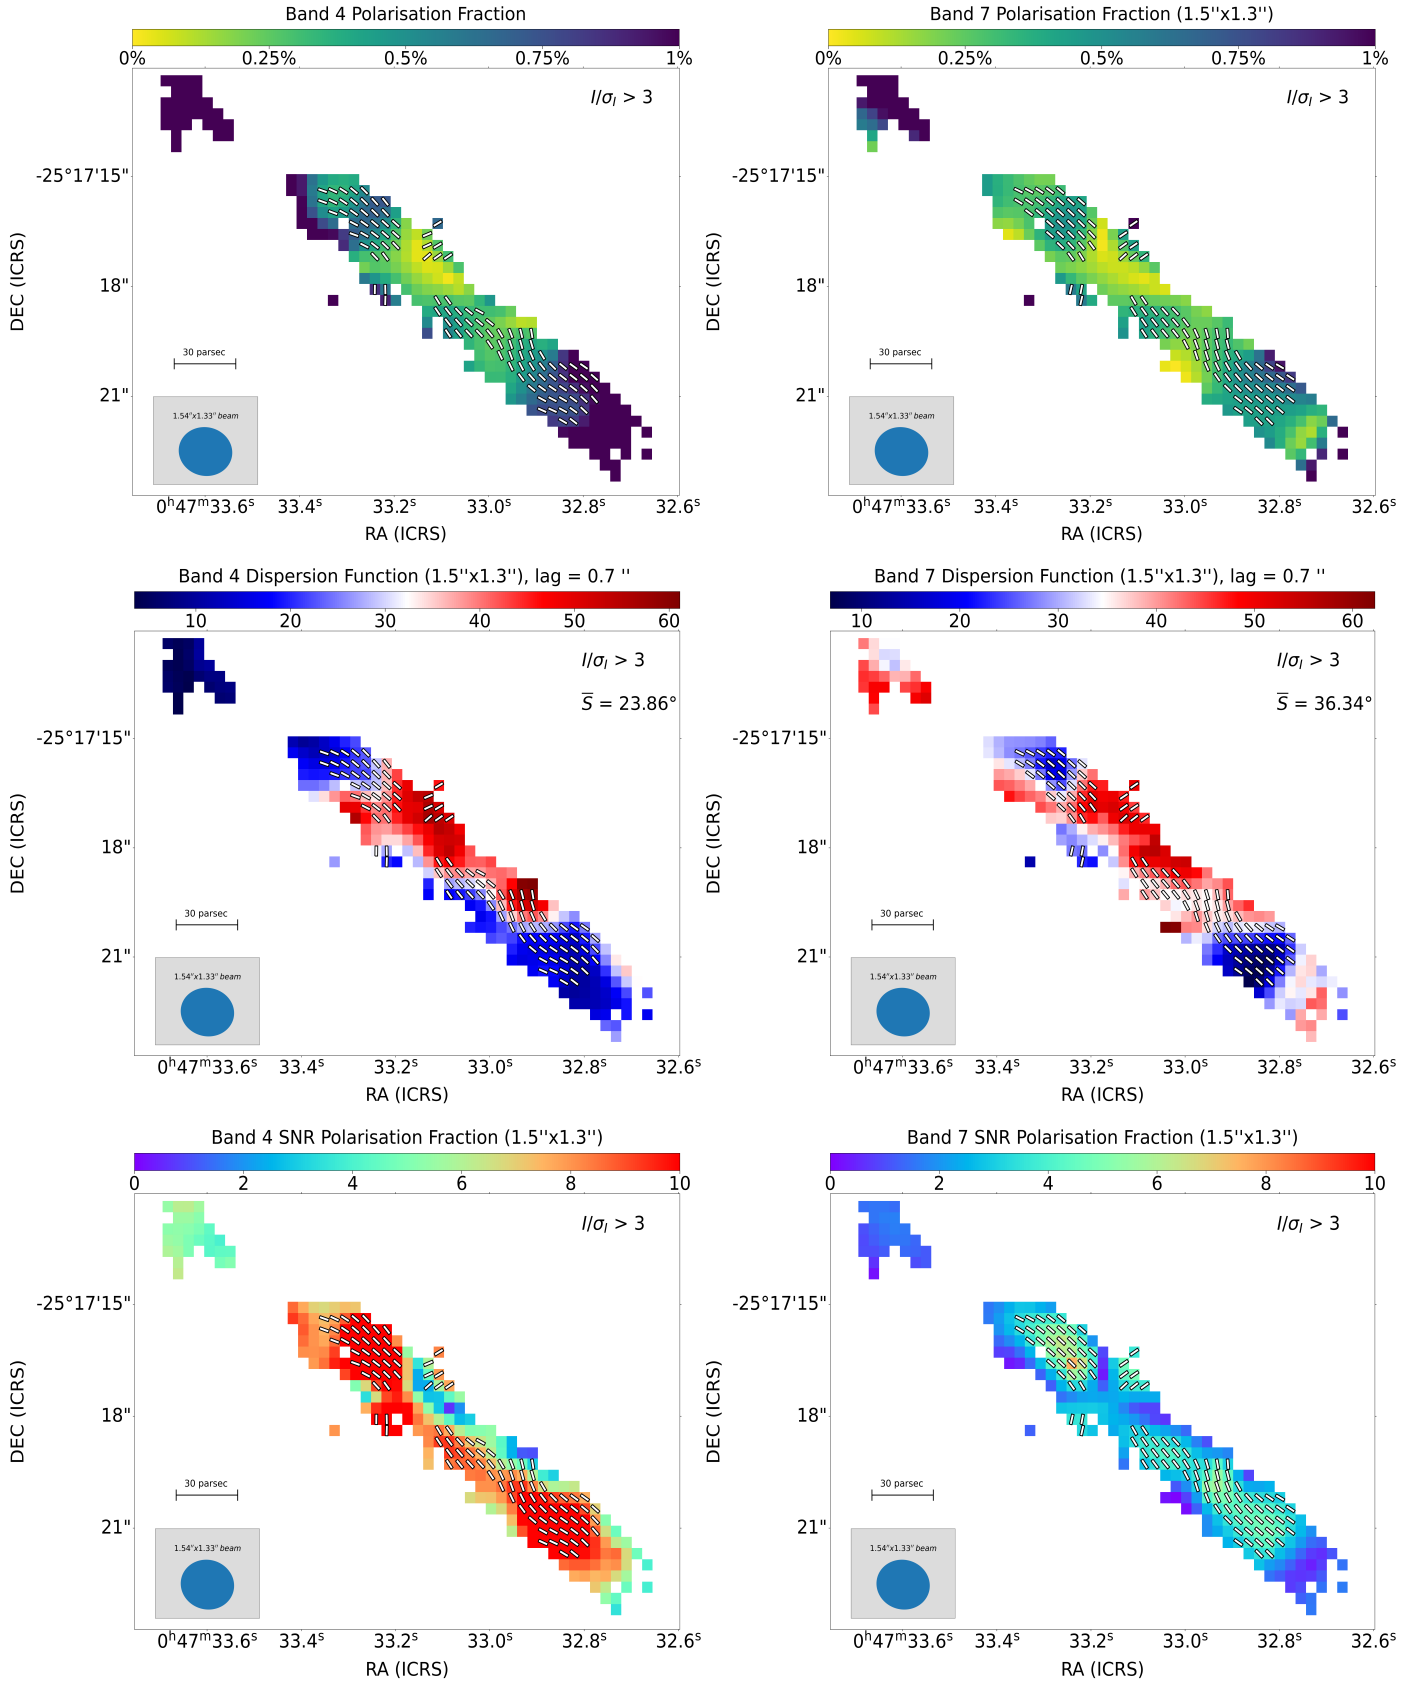 Band 4 Polarisation Fraction
0% 0.25% 0.5% 0.75% 1%
I/σI > 3
-25°17'15"
18"
21"
DEC (ICRS)
30 parsec
1.54"x1.33" beam
0h47m33.6s 33.4s 33.2s 33.0s 32.8s 32.6s
RA (ICRS)
Band 7 Polarisation Fraction (1.5''x1.3'')
0% 0.25% 0.5% 0.75% 1%
I/σI > 3
-25°17'15"
18"
21"
DEC (ICRS)
30 parsec
1.54"x1.33" beam
0h47m33.6s 33.4s 33.2s 33.0s 32.8s 32.6s
RA (ICRS)
Band 4 Dispersion Function (1.5''x1.3''), lag = 0.7 ''
10 20 30 40 50 60
I/σI > 3
S̅ = 23.86°
-25°17'15"
18"
21"
DEC (ICRS)
30 parsec
1.54"x1.33" beam
0h47m33.6s 33.4s 33.2s 33.0s 32.8s 32.6s
RA (ICRS)
Band 7 Dispersion Function (1.5''x1.3''), lag = 0.7 ''
10 20 30 40 50 60
I/σI > 3
S̅ = 36.34°
-25°17'15"
18"
21"
DEC (ICRS)
30 parsec
1.54"x1.33" beam
0h47m33.6s 33.4s 33.2s 33.0s 32.8s 32.6s
RA (ICRS)
Band 4 SNR Polarisation Fraction (1.5''x1.3'')
0 2 4 6 8 10
I/σI > 3
-25°17'15"
18"
21"
DEC (ICRS)
30 parsec
1.54"x1.33" beam
0h47m33.6s 33.4s 33.2s 33.0s 32.8s 32.6s
RA (ICRS)
Band 7 SNR Polarisation Fraction (1.5''x1.3'')
0 2 4 6 8 10
I/σI > 3
-25°17'15"
18"
21"
DEC (ICRS)
30 parsec
1.54"x1.33" beam
0h47m33.6s 33.4s 33.2s 33.0s 32.8s 32.6s
RA (ICRS)